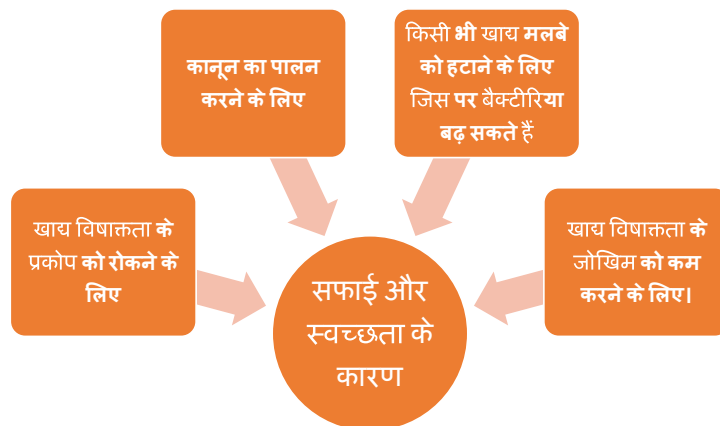 खाद्य विषाक्तता के
प्रकोप को रोकने के
लिए
कानून का पालन
करने के लिए
किसी भी खाद्य मलबे
को हटाने के लिए
जिस पर बैक्टीरिया
बढ़ सकते हैं
खाद्य विषाक्तता के
जोखिम को कम
करने के लिए।
सफाई और
स्वच्छता के
कारण